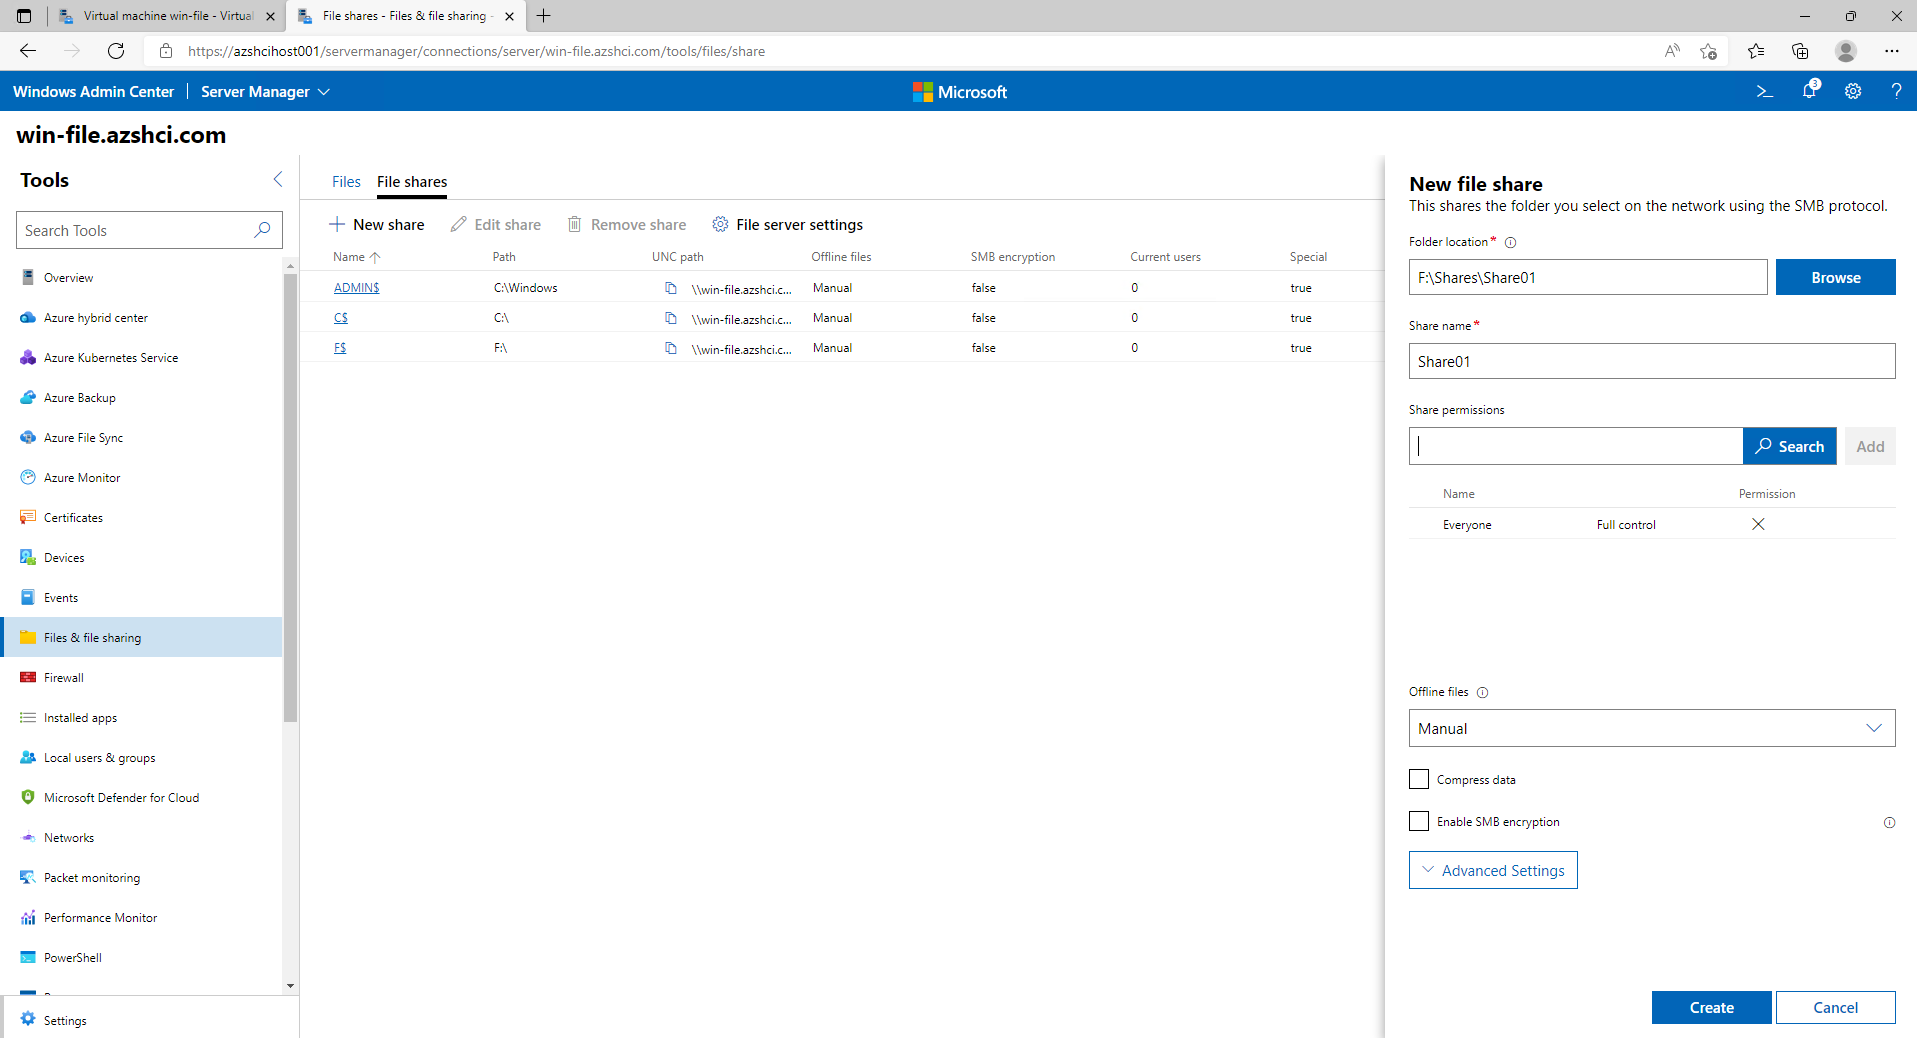 Virtual machine win-file - Virtual
File shares - Files & file sharing -
https://azshcihost001/servermanager/connections/server/win-file.azshci.com/tools/files/share
Windows Admin Center
Server Manager
Microsoft
3
win-file.azshci.com
Tools
Search Tools
Overview
Azure hybrid center
Azure Kubernetes Service
Azure Backup
Azure File Sync
Azure Monitor
Certificates
Devices
Events
Files & file sharing
Firewall
Installed apps
Local users & groups
Microsoft Defender for Cloud
Networks
Packet monitoring
Performance Monitor
PowerShell
Settings
Files File shares
New share Edit share Remove share File server settings
Name Path UNC path Offline files SMB encryption Current users Special
ADMIN$ C:\Windows \\win-file.azshci.c... Manual false 0 true
C$ C:\ \\win-file.azshci.c... Manual false 0 true
F$ F:\ \\win-file.azshci.c... Manual false 0 true
New file share
This shares the folder you select on the network using the SMB protocol.
Folder location*
F:\Shares\Share01 Browse
Share name*
Share01
Share permissions
Search Add
Name Permission
Everyone Full control
Offline files
Manual
Compress data
Enable SMB encryption
Advanced Settings
Create Cancel